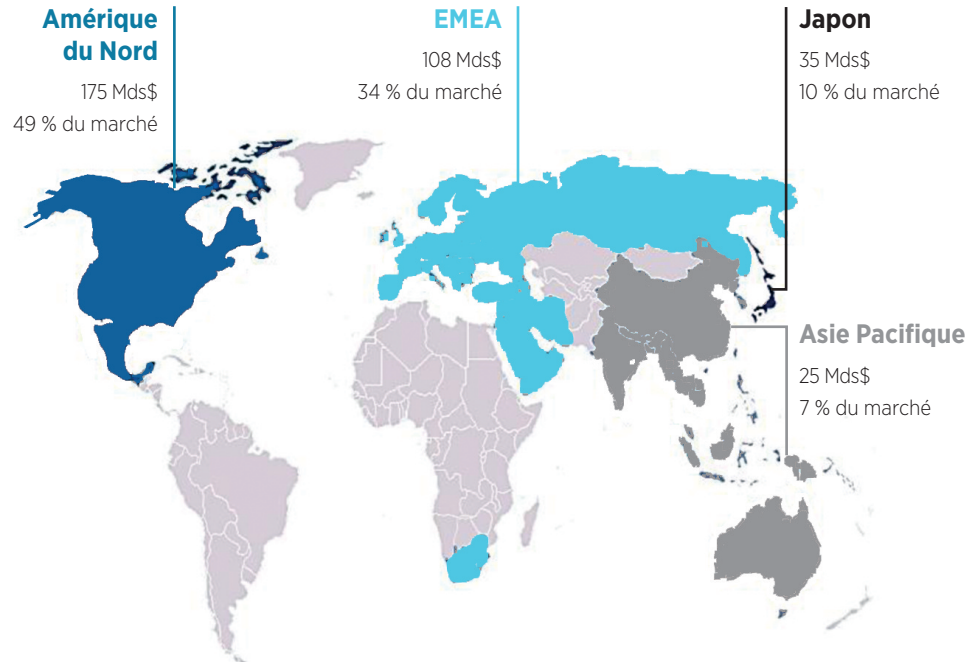 Amérique
du Nord
175 Mds$
49 % du marché
EMEA
108 Mds$
34 % du marché
Japon
35 Mds$
10 % du marché
Asie Pacifique
25 Mds$
7 % du marché